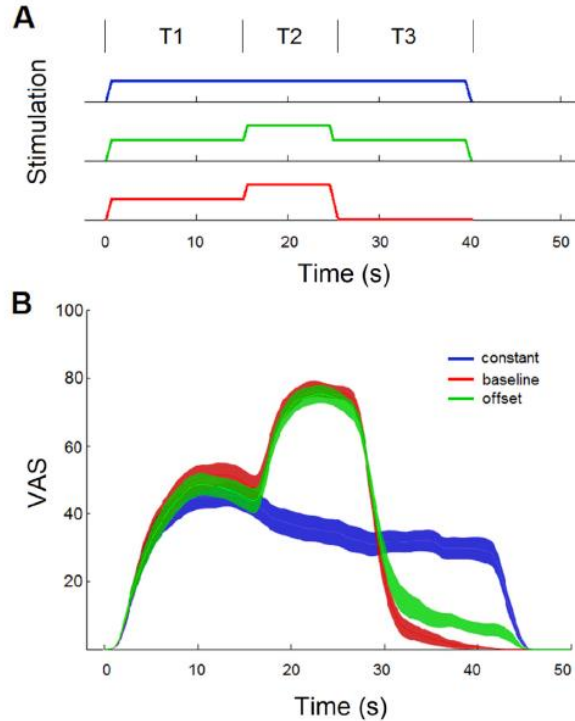 A
T1 T2 T3
Stimulation
0 10 20 30 40 50
Time (s)
B
100
80
60
40
20
VAS
constant
baseline
offset
0 10 20 30 40 50
Time (s)